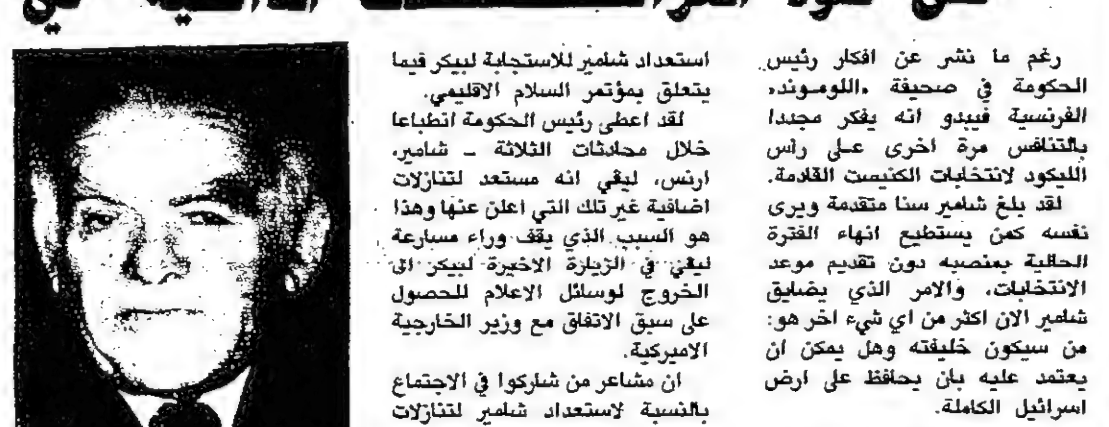 رغم ما نشر عن افكار رئيس
الحكومة في صحيفة «اللوموند»
الفرنسية فيبدو انه يفكر مجددا
بالتنافس مرة اخرى على راس
الليكود لانتخابات الكنيست القادمة.
لقد بلغ شامير سنا متقدمة ويرى
نفسه كمن يستطيع انهاء الفترة
الحالية بمنصبه دون تقديم موعد
الانتخابات. والامر الذي يضايق
شامير الان اكثر من اي شيء اخر هو:
من سيكون خليفته وهل يمكن ان
يعتمد عليه بان يحافظ على ارض
اسرائيل الكاملة.
استعداد شامير للاستجابة لبيكر فيما
يتعلق بمؤتمر السلام الاقليمي.
لقد اعطى رئيس الحكومة انطباعا
خلال محادثات الثلاثة ـ شامير،
ارنس، ليفي انه مستعد لتنازلات
اضافية غير تلك التي اعلن عنها وهذا
هو السبب الذي يقف وراء مسارعة
ليفي في الزيارة الاخيرة لبيكر الى
الخروج لوسائل الاعلام للحصول
على سبق الاتفاق مع وزير الخارجية
الاميركية.
ان مشاعر من شاركوا في الاجتماع
بالنسبة لاستعداد شامير لتنازلات